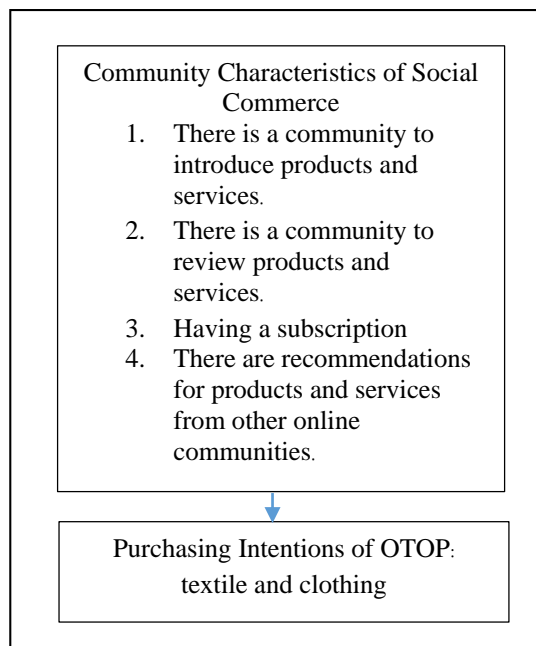 Community Characteristics of Social
Commerce
1. There is a community to
introduce products and
services.
2. There is a community to
review products and
services.
3. Having a subscription
4. There are recommendations
for products and services
from other online
communities.
Purchasing Intentions of OTOP:
textile and clothing